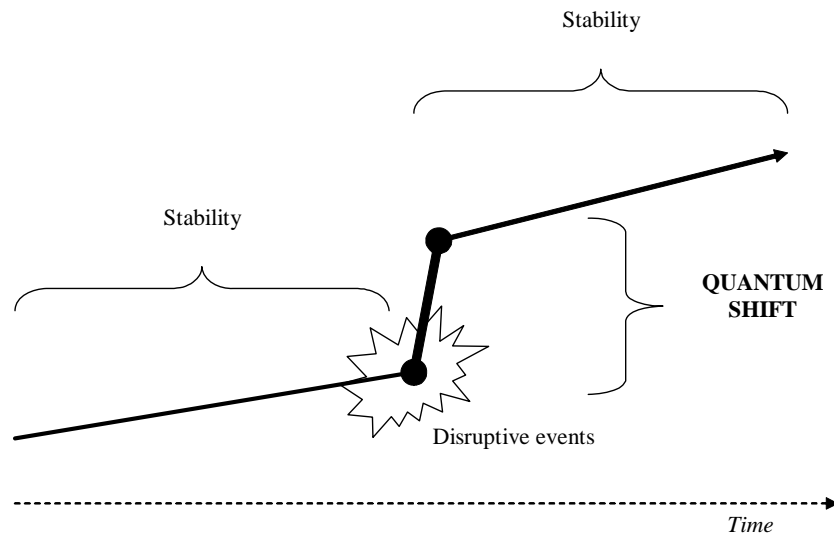 Stability
Stability
QUANTUM
SHIFT
Disruptive events
Time